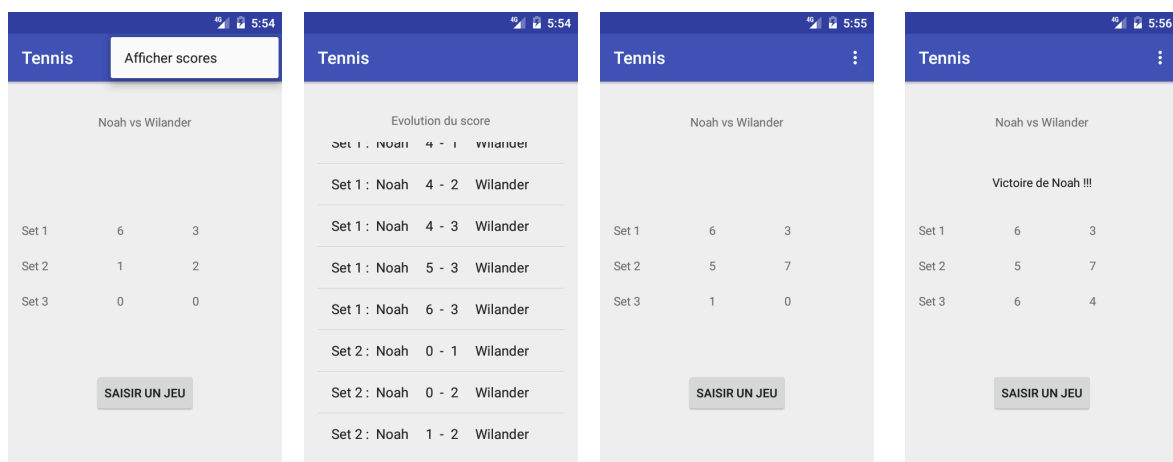 4G 5:54
Tennis Afficher scores
Noah vs Wilander
Set 1 6 3
Set 2 1 2
Set 3 0 0
SAISIR UN JEU
4G 5:54
Tennis
Evolution du score
Set 1 : Noah 4 - 1 Wilander
Set 1 : Noah 4 - 2 Wilander
Set 1 : Noah 4 - 3 Wilander
Set 1 : Noah 5 - 3 Wilander
Set 1 : Noah 6 - 3 Wilander
Set 2 : Noah 0 - 1 Wilander
Set 2 : Noah 0 - 2 Wilander
Set 2 : Noah 1 - 2 Wilander
4G 5:55
Tennis
Noah vs Wilander
Set 1 6 3
Set 2 5 7
Set 3 1 0
SAISIR UN JEU
4G 5:56
Tennis
Noah vs Wilander
Victoire de Noah !!!
Set 1 6 3
Set 2 5 7
Set 3 6 4
SAISIR UN JEU